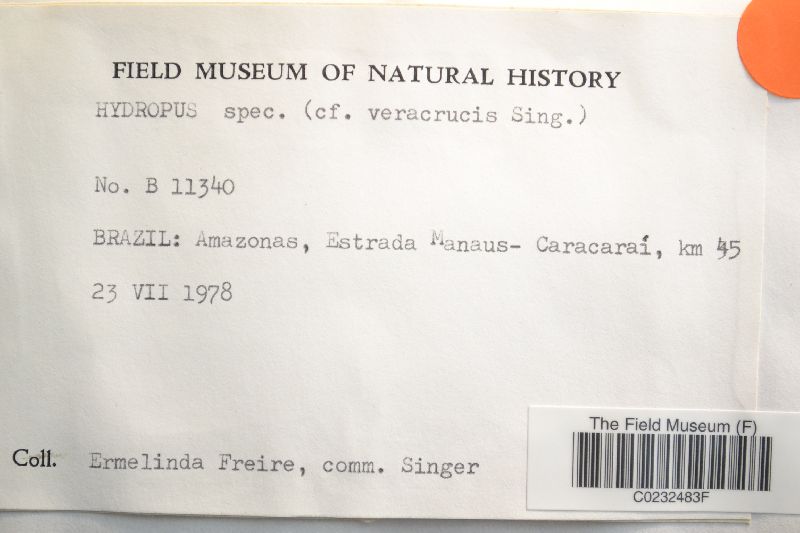 FIELD MUSEUM OF NATURAL HISTORY
HYDROPUS spec. (cf. veracrucis Sing.)
No. B 11340
BRAZIL: Amazonas, Estrada Manaus- Caracaraí, km 45
23 VII 1978
Coll. Ermelinda Freire, comm. Singer
The Field Museum (F)
C0232483F